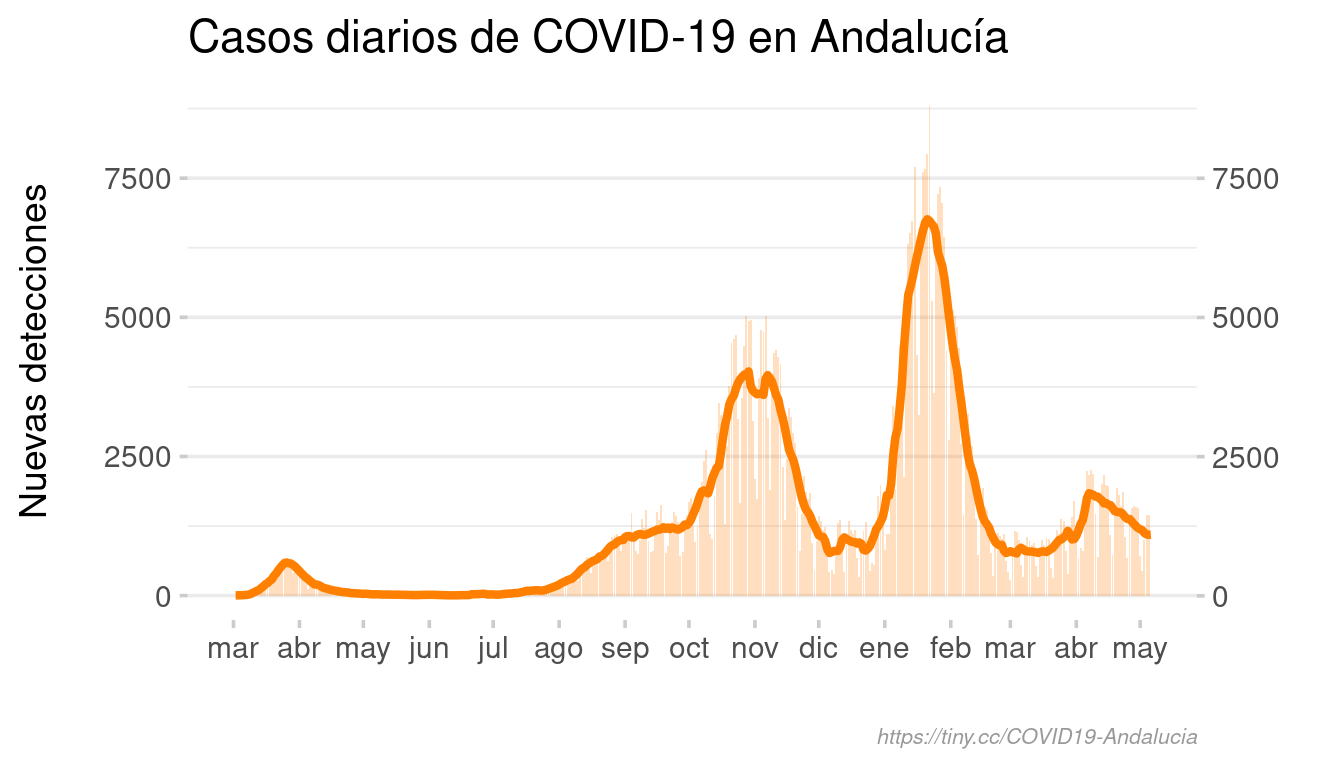 Casos diarios de COVID-19 en Andalucía
Nuevas detecciones
7500 7500
5000 5000
2500 2500
0 0
mar abr may jun jul ago sep oct nov dic ene feb mar abr may
https://tiny.cc/COVID19-Andalucia